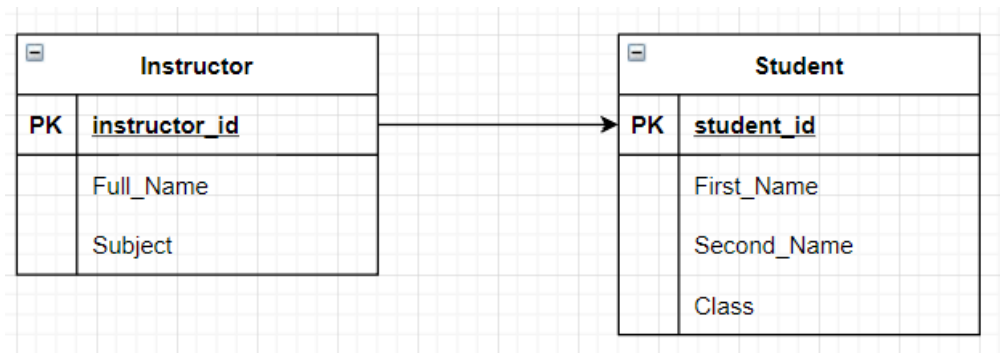 Instructor
PK instructor_id
Full_Name
Subject
Student
PK student_id
First_Name
Second_Name
Class